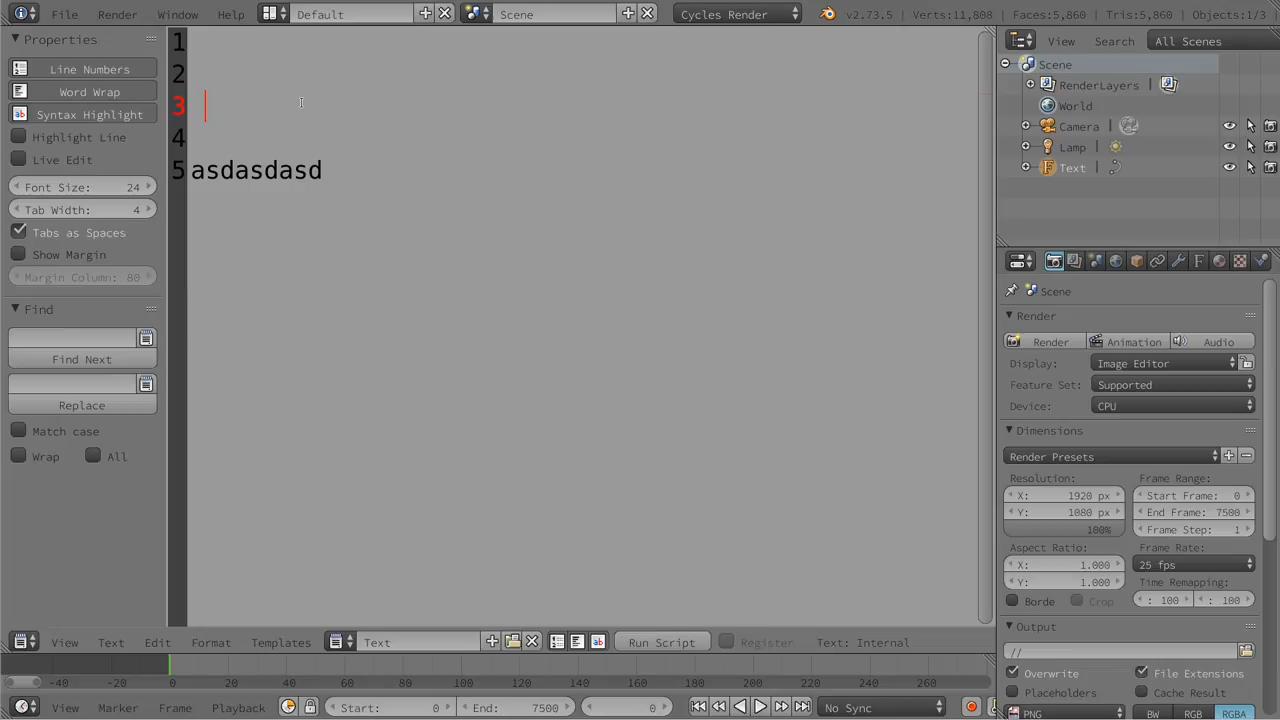 File Render Window Help Default Scene Cycles Render v2.73.5 Verts:11,808 Faces:5,860 Tris:5,860 Objects:1/3
Properties
Line Numbers
Word Wrap
Syntax Highlight
Highlight Line
Live Edit
Font Size: 24
Tab Width: 4
Tabs as Spaces
Show Margin
Margin Column: 80
Find
Find Next
Replace
Match case
Wrap All
1
2
3
4
5 asdasdasd
View Search All Scenes
Scene
RenderLayers
World
Camera
Lamp
Text
Scene
Render
Render Animation Audio
Display: Image Editor
Feature Set: Supported
Device: CPU
Dimensions
Render Presets
Resolution: Frame Range:
X: 1920 px Start Frame: 0
Y: 1080 px End Frame: 7500
100% Frame Step: 1
Aspect Ratio: Frame Rate:
X: 1.000 25 fps
Y: 1.000 Time Remapping:
Borde Crop : 100 : 100
Output
//
Overwrite File Extensions
Placeholders Cache Result
PNG BW RGB RGBA
View Text Edit Format Templates Text Run Script Register Text: Internal
-40 -20 0 20 40 60 80 100 120 140 160 180 200 220 240 260
View Marker Frame Playback Start: 0 End: 7500 0 No Sync